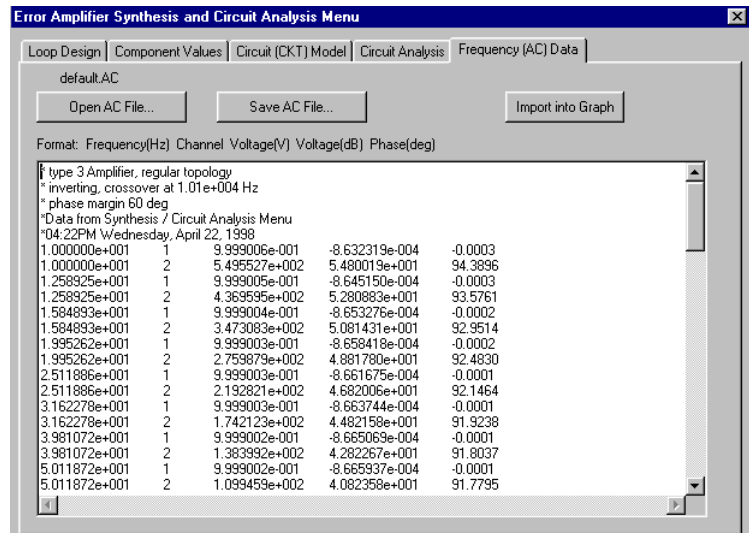 Error Amplifier Synthesis and Circuit Analysis Menu
Loop Design Component Values Circuit (CKT) Model Circuit Analysis Frequency (AC) Data
default.AC
Open AC File... Save AC File... Import into Graph
Format: Frequency(Hz) Channel Voltage(V) Voltage(dB) Phase(deg)
* type 3 Amplifier, regular topology
* inverting, crossover at 1.01e+004 Hz
* phase margin 60 deg
*Data from Synthesis / Circuit Analysis Menu
*04:22PM Wednesday, April 22, 1998
1.000000e+001 1 9.999006e-001 -8.632319e-004 -0.0003
1.000000e+001 2 5.495527e+002 5.480019e+001 94.3896
1.258925e+001 1 9.999005e-001 -8.645150e-004 -0.0003
1.258925e+001 2 4.369595e+002 5.280883e+001 93.5761
1.584893e+001 1 9.999004e-001 -8.653276e-004 -0.0002
1.584893e+001 2 3.473083e+002 5.081431e+001 92.9514
1.995262e+001 1 9.999003e-001 -8.658418e-004 -0.0002
1.995262e+001 2 2.759879e+002 4.881780e+001 92.4830
2.511886e+001 1 9.999003e-001 -8.661675e-004 -0.0001
2.511886e+001 2 2.192821e+002 4.682006e+001 92.1464
3.162278e+001 1 9.999003e-001 -8.663744e-004 -0.0001
3.162278e+001 2 1.742123e+002 4.482158e+001 91.9238
3.981072e+001 1 9.999002e-001 -8.665069e-004 -0.0001
3.981072e+001 2 1.383992e+002 4.282267e+001 91.8037
5.011872e+001 1 9.999002e-001 -8.665937e-004 -0.0001
5.011872e+001 2 1.099459e+002 4.082358e+001 91.7795